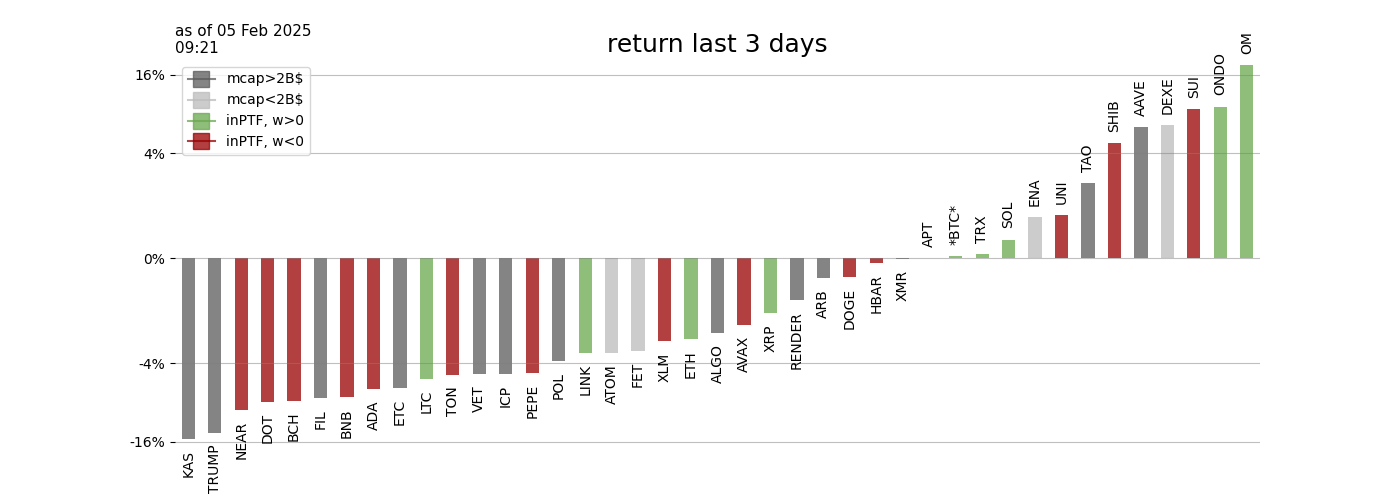 as of 05 Feb 2025
09:21
return last 3 days
mcap>2B$
mcap<2B$
inPTF, w>0
inPTF, w<0
16%
4%
0%
-4%
-16%
KAS
TRUMP
NEAR
DOT
BCH
FIL
BNB
ADA
ETC
LTC
TON
VET
ICP
PEPE
POL
LINK
ATOM
FET
XLM
ETH
ALGO
AVAX
XRP
RENDER
ARB
DOGE
HBAR
XMR
APT
*BTC*
TRX
SOL
ENA
UNI
TAO
SHIB
AAVE
DEXE
SUI
ONDO
OM